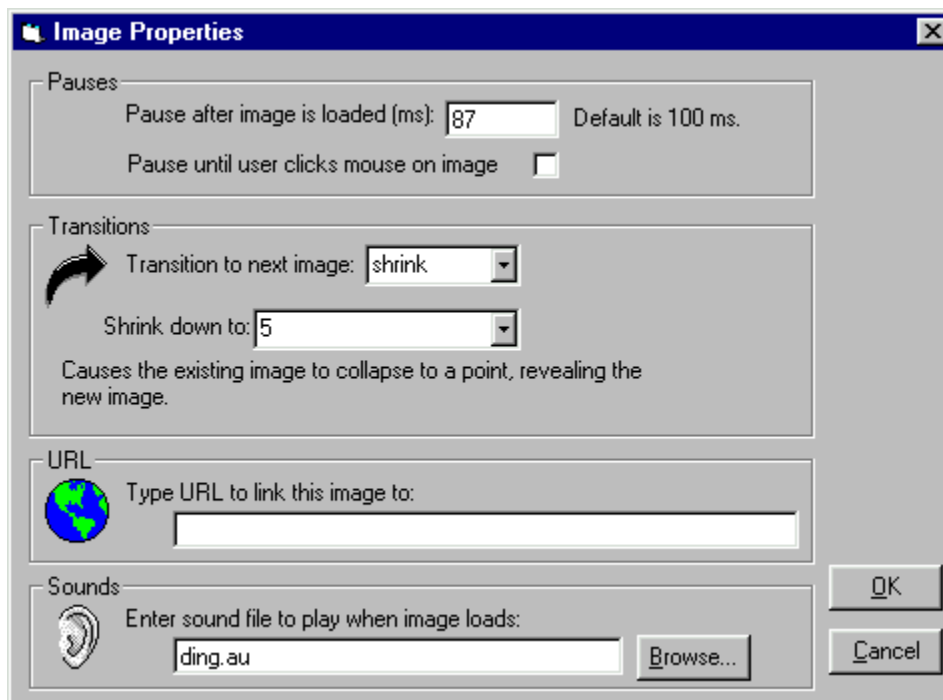 Image Properties
Pauses
Pause after image is loaded (ms): 87 Default is 100 ms.
Pause until user clicks mouse on image
Transitions
Transition to next image: shrink
Shrink down to: 5
Causes the existing image to collapse to a point, revealing the
new image.
URL
Type URL to link this image to:
Sounds
Enter sound file to play when image loads:
ding.au Browse...
OK
Cancel